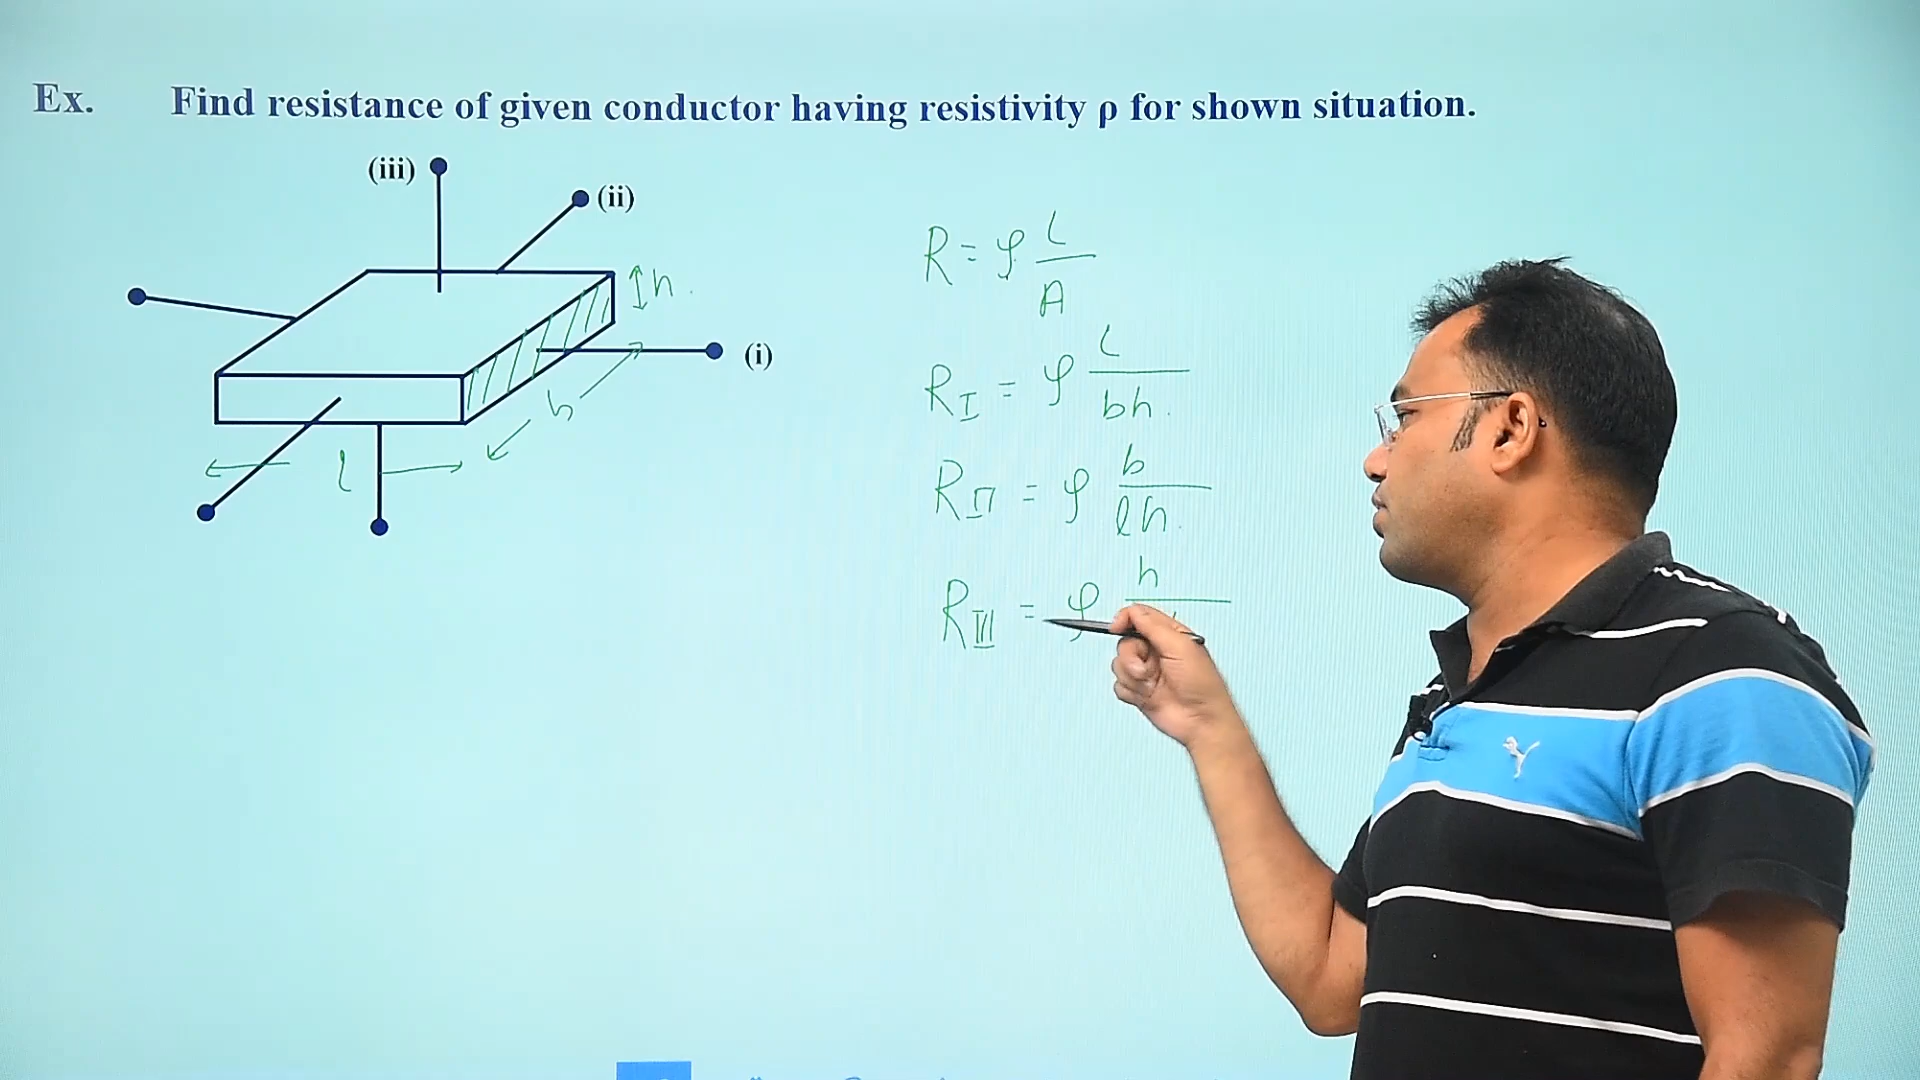 Ex. Find resistance of given conductor having resistivity ρ for shown situation.
(iii)
(ii)
h
(i)
b
l
R = ρ l/A
R_I = ρ l/bh.
R_II = ρ b/lh.
R_III = ρ h/